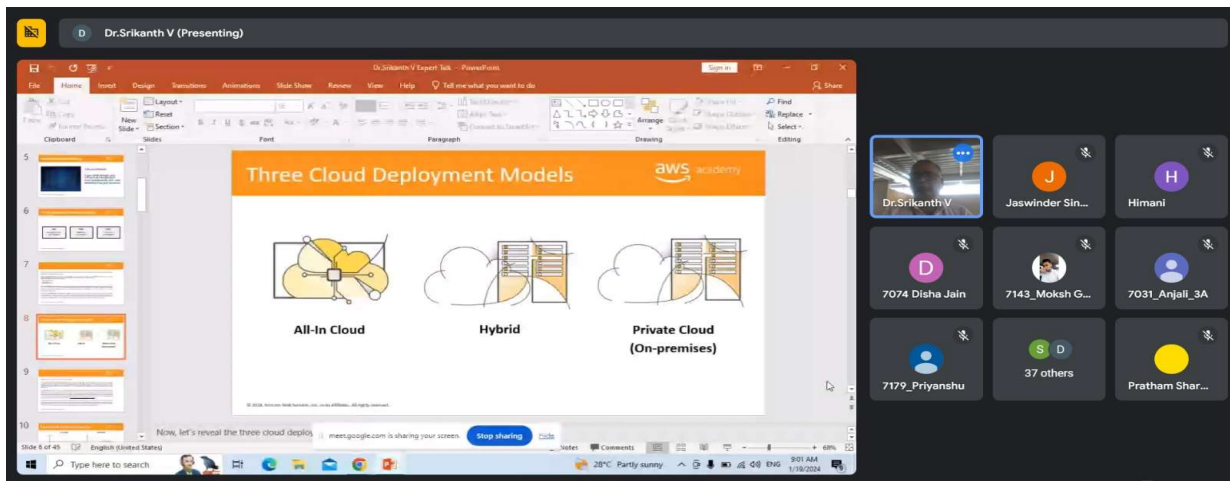 D Dr.Srikanth V (Presenting)
Dr.Srikanth V Expert Talk - PowerPoint
Sign in
File Home Insert Design Transitions Animations Slide Show Review View Help Tell me what you want to do
Share
New
Slide
Layout
Reset
Section
Arrange
Find
Replace
Select
Clipboard Slides Font Paragraph Drawing Editing
5
6
7
8
9
10
Three Cloud Deployment Models
aws academy
All-In Cloud
Hybrid
Private Cloud
(On-premises)
Now, let's reveal the three cloud deploy
meet.google.com is sharing your screen.
Stop sharing
Hide
Slide 8 of 45 English (United States)
Notes Comments
68%
Type here to search
28°C Partly sunny
ENG
9:01 AM
1/19/2024
Dr.Srikanth V
J
Jaswinder Sin...
H
Himani
D
7074 Disha Jain
7143_Moksh G...
7031_Anjali_3A
7179_Priyanshu
S D
37 others
Pratham Shar...